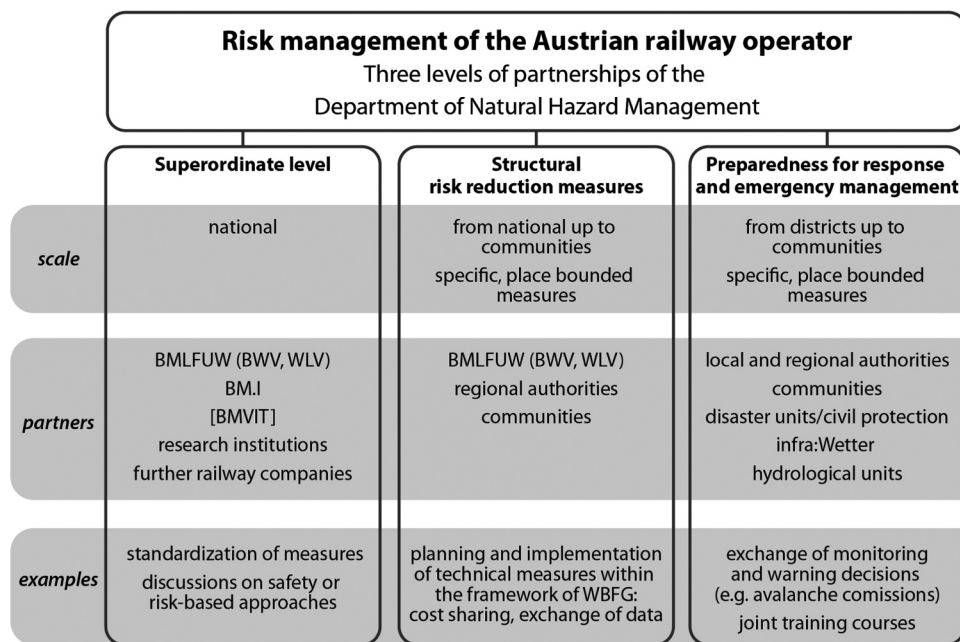 Risk management of the Austrian railway operator
Three levels of partnerships of the
Department of Natural Hazard Management
Superordinate level
Structural
risk reduction measures
Preparedness for response
and emergency management
scale
national
from national up to
communities
specific, place bounded
measures
from districts up to
communities
specific, place bounded
measures
partners
BMLFUW (BWV, WLV)
BM.I
[BMVIT]
research institutions
further railway companies
BMLFUW (BWV, WLV)
regional authorities
communities
local and regional authorities
communities
disaster units/civil protection
infra:Wetter
hydrological units
examples
standardization of measures
discussions on safety or
risk-based approaches
planning and implementation
of technical measures within
the framework of WBFG:
cost sharing, exchange of data
exchange of monitoring
and warning decisions
(e.g. avalanche comissions)
joint training courses